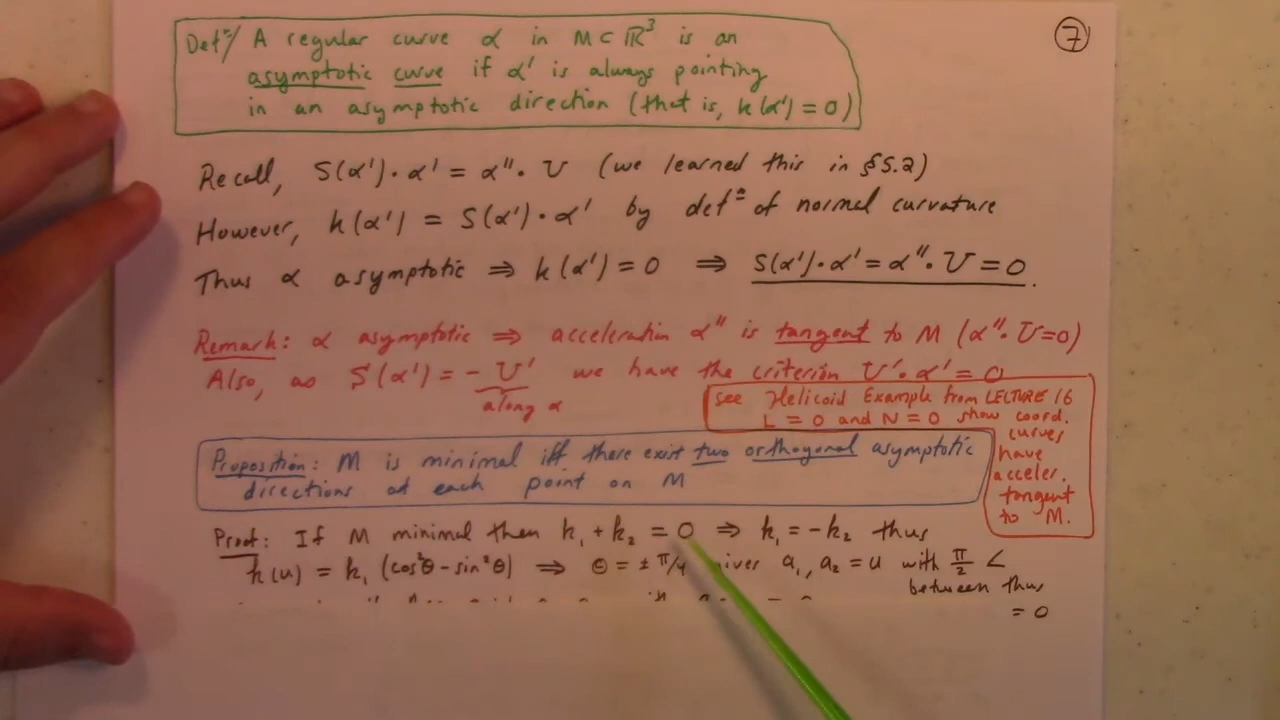 7
Defⁿ/ A regular curve α in M ⊂ ℝ³ is an
asymptotic curve if α' is always pointing
in an asymptotic direction (that is, k(α') = 0)
Recall, S(α')·α' = α''·U (we learned this in §5.2)
However, k(α') = S(α')·α' by defⁿ of normal curvature
Thus α asymptotic ⇒ k(α') = 0 ⇒ S(α')·α' = α''·U = 0.
Remark: α asymptotic ⇒ acceleration α'' is tangent to M (α''·U=0)
Also, as S(α') = -U' we have the criterion U'·α' = 0
along α
see Helicoid Example from LECTURE 16
L = 0 and N = 0 show coord.
curves
have
acceler.
tangent
to M.
Proposition: M is minimal iff there exist two orthogonal asymptotic
directions at each point on M
Proof: If M minimal then k₁ + k₂ = 0 ⇒ k₁ = -k₂ thus
k(u) = k₁ (cos²θ - sin²θ) ⇒ θ = ± π/4 gives a₁, a₂ = u with π/2 ∠
between thus
= 0